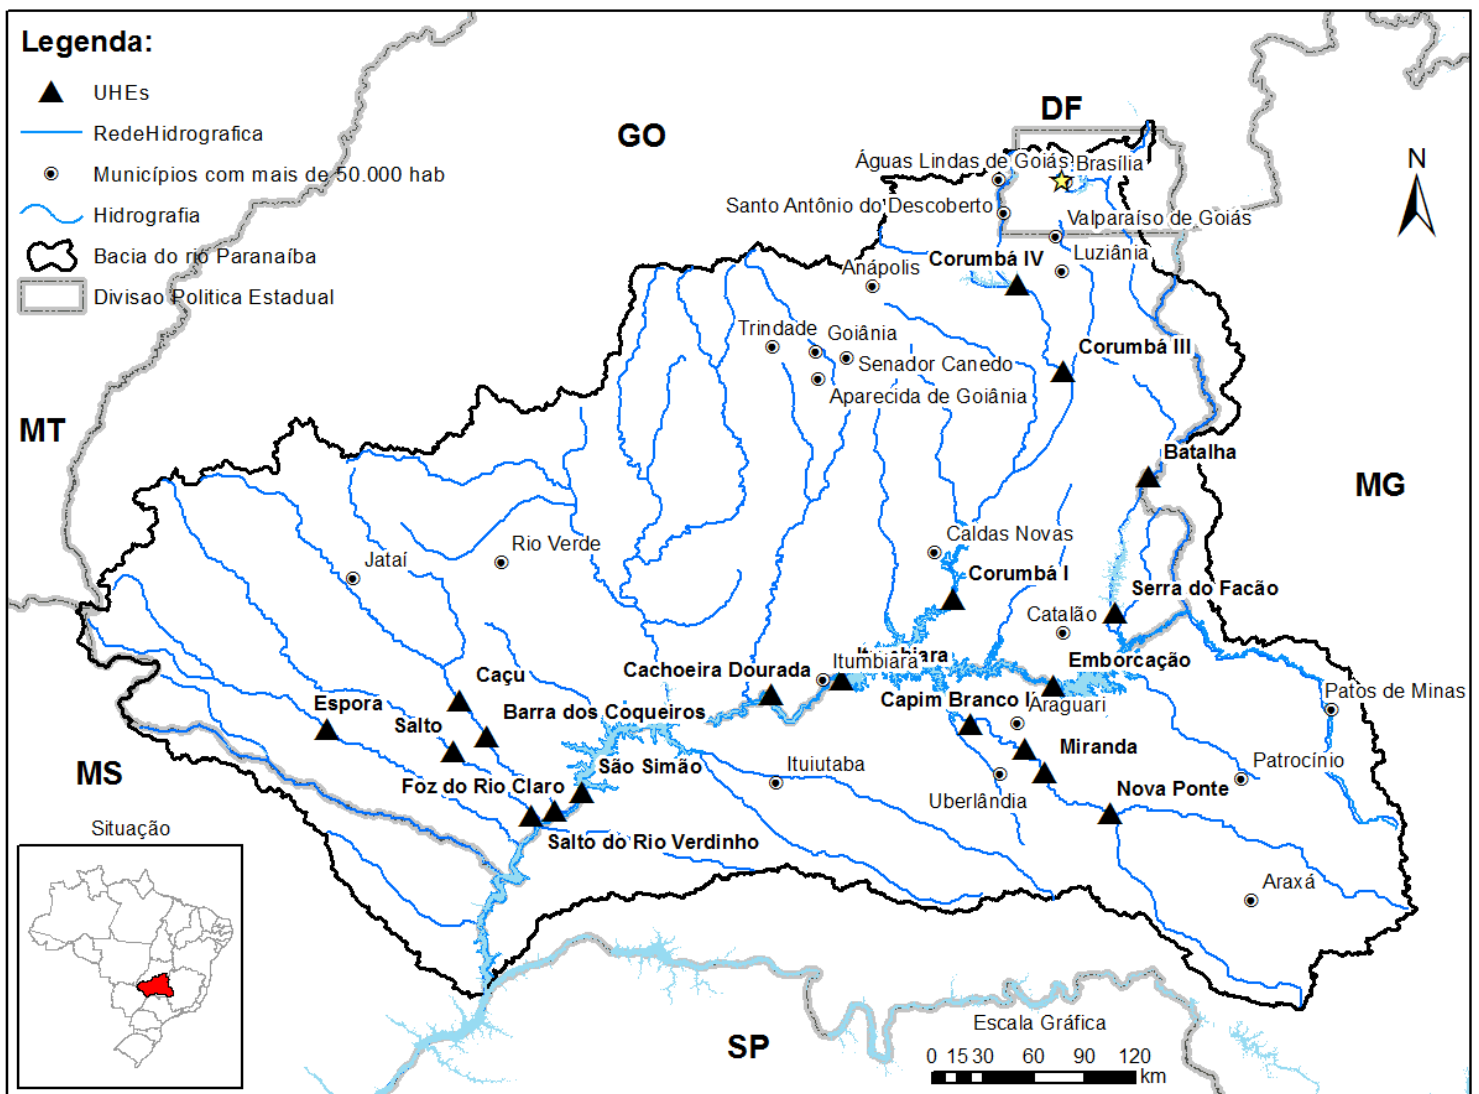 Legenda:
UHEs
RedeHidrografica
Municípios com mais de 50.000 hab
Hidrografia
Bacia do rio Paranaíba
Divisao Politica Estadual
GO
DF
N
Águas Lindas de Goiás
Brasília
Santo Antônio do Descoberto
Valparaíso de Goiás
Corumbá IV
Luziânia
Anápolis
Trindade
Goiânia
Corumbá III
Senador Canedo
Aparecida de Goiânia
MT
Batalha
MG
Caldas Novas
Rio Verde
Jataí
Corumbá I
Serra do Facão
Catalão
Itumbiara
Itumbiara
Cachoeira Dourada
Emborcação
Caçu
Espora
Salto
Barra dos Coqueiros
Capim Branco I
Araguari
Patos de Minas
Miranda
MS
São Simão
Ituiutaba
Patrocínio
Foz do Rio Claro
Uberlândia
Nova Ponte
Situação
Salto do Rio Verdinho
Araxá
SP
Escala Gráfica
0 15 30 60 90 120
km